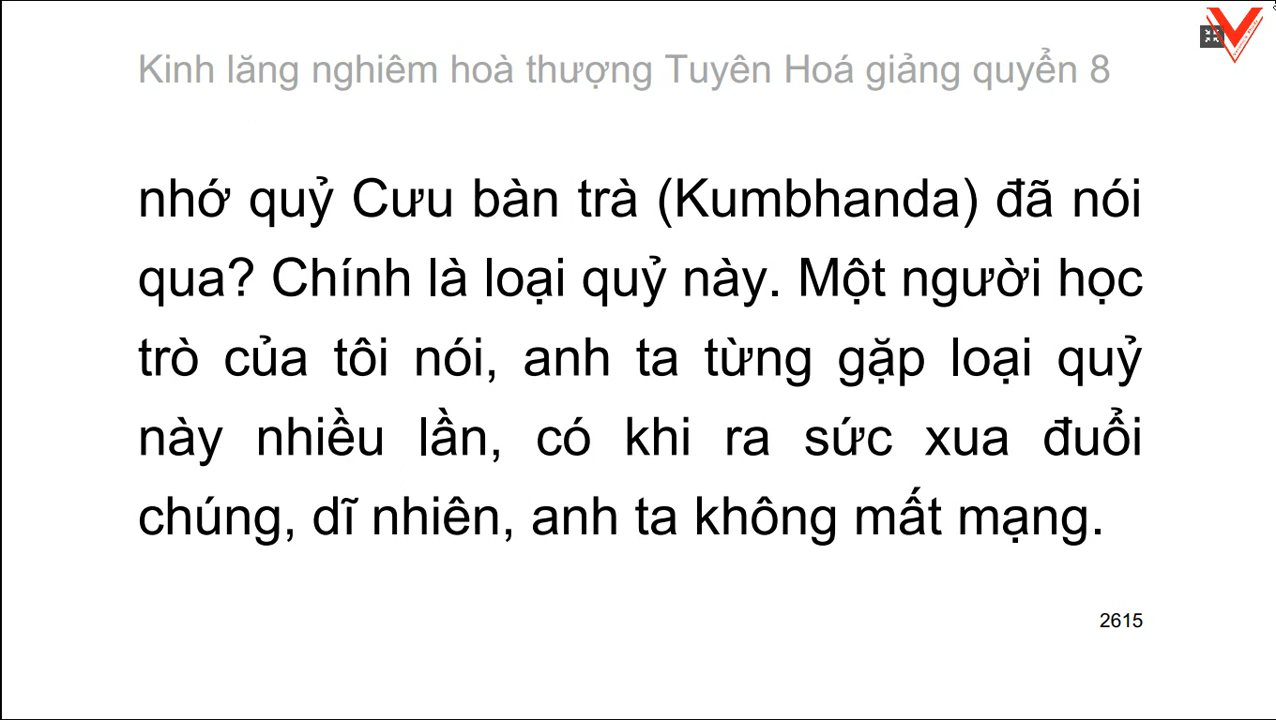 Kinh lăng nghiêm hoà thượng Tuyên Hoá giảng quyển 8
nhớ quỷ Cưu bàn trà (Kumbhanda) đã nói
qua? Chính là loại quỷ này. Một người học
trò của tôi nói, anh ta từng gặp loại quỷ
này nhiều lần, có khi ra sức xua đuổi
chúng, dĩ nhiên, anh ta không mất mạng.
2615